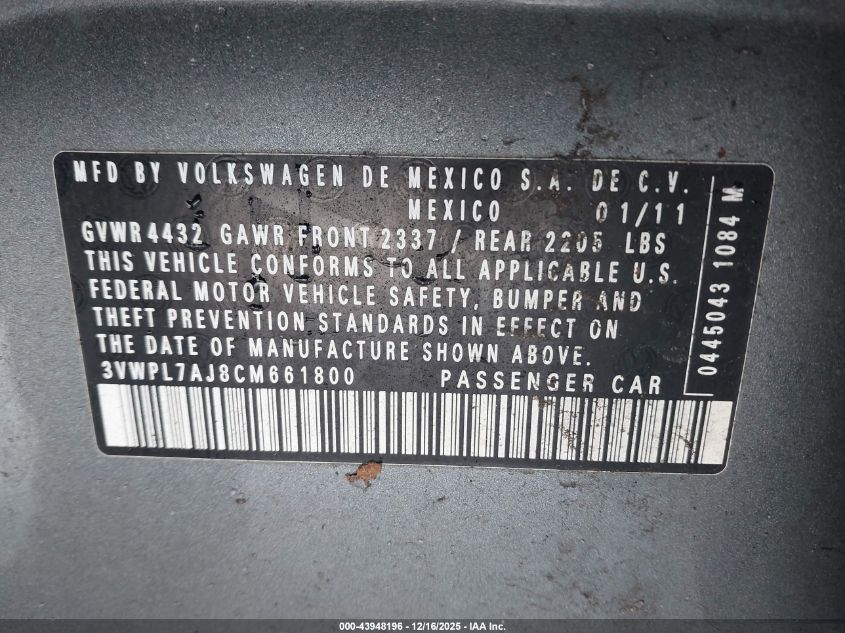 MFD BY VOLKSWAGEN DE MEXICO S.A. DE C.V.
MEXICO 01/11
GVWR 4432 GAWR FRONT 2337 / REAR 2205 LBS
THIS VEHICLE CONFORMS TO ALL APPLICABLE U.S.
FEDERAL MOTOR VEHICLE SAFETY, BUMPER AND
THEFT PREVENTION STANDARDS IN EFFECT ON
THE DATE OF MANUFACTURE SHOWN ABOVE.
3VWPL7AJ8CM661800 PASSENGER CAR
0445043 1084 M
000-43948196 - 12/16/2025 - IAA Inc.